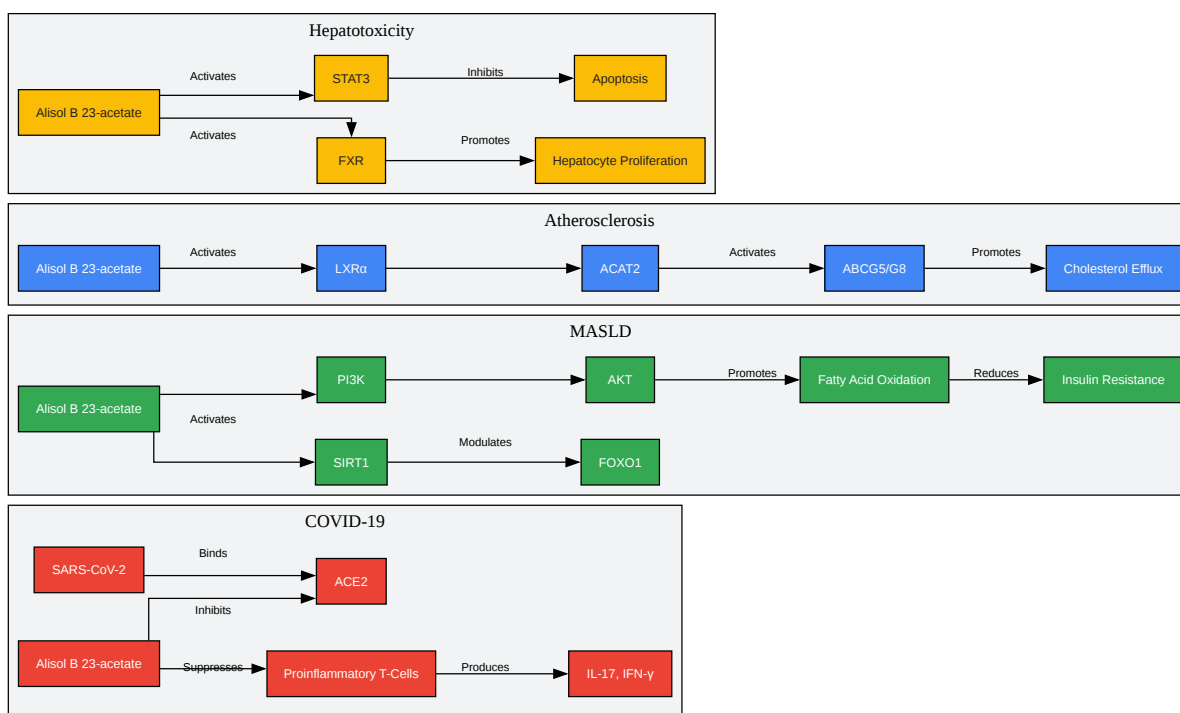 Hepatotoxicity
Activates
STAT3
Inhibits
Apoptosis
Alisol B 23-acetate
Activates
FXR
Promotes
Hepatocyte Proliferation
Atherosclerosis
Alisol B 23-acetate
Activates
LXRα
ACAT2
Activates
ABCG5/G8
Promotes
Cholesterol Efflux
MASLD
PI3K
AKT
Promotes
Fatty Acid Oxidation
Reduces
Insulin Resistance
Alisol B 23-acetate
Activates
SIRT1
Modulates
FOXO1
COVID-19
SARS-CoV-2
Binds
ACE2
Inhibits
Alisol B 23-acetate
Suppresses
Proinflammatory T-Cells
Produces
IL-17, IFN-γ